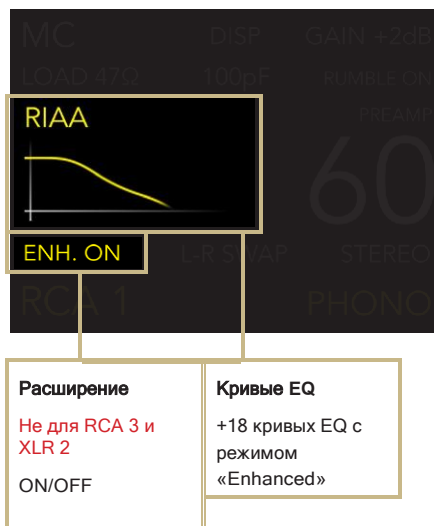 MC DISP GAIN +2dB
LOAD 47Ω 100pF RUMBLE ON
RIAA PREAMP
60
ENH. ON L-R SWAP STEREO
RCA 1 PHONO
Расширение
Не для RCA 3 и
XLR 2
ON/OFF
Кривые EQ
+18 кривых EQ с
режимом
«Enhanced»